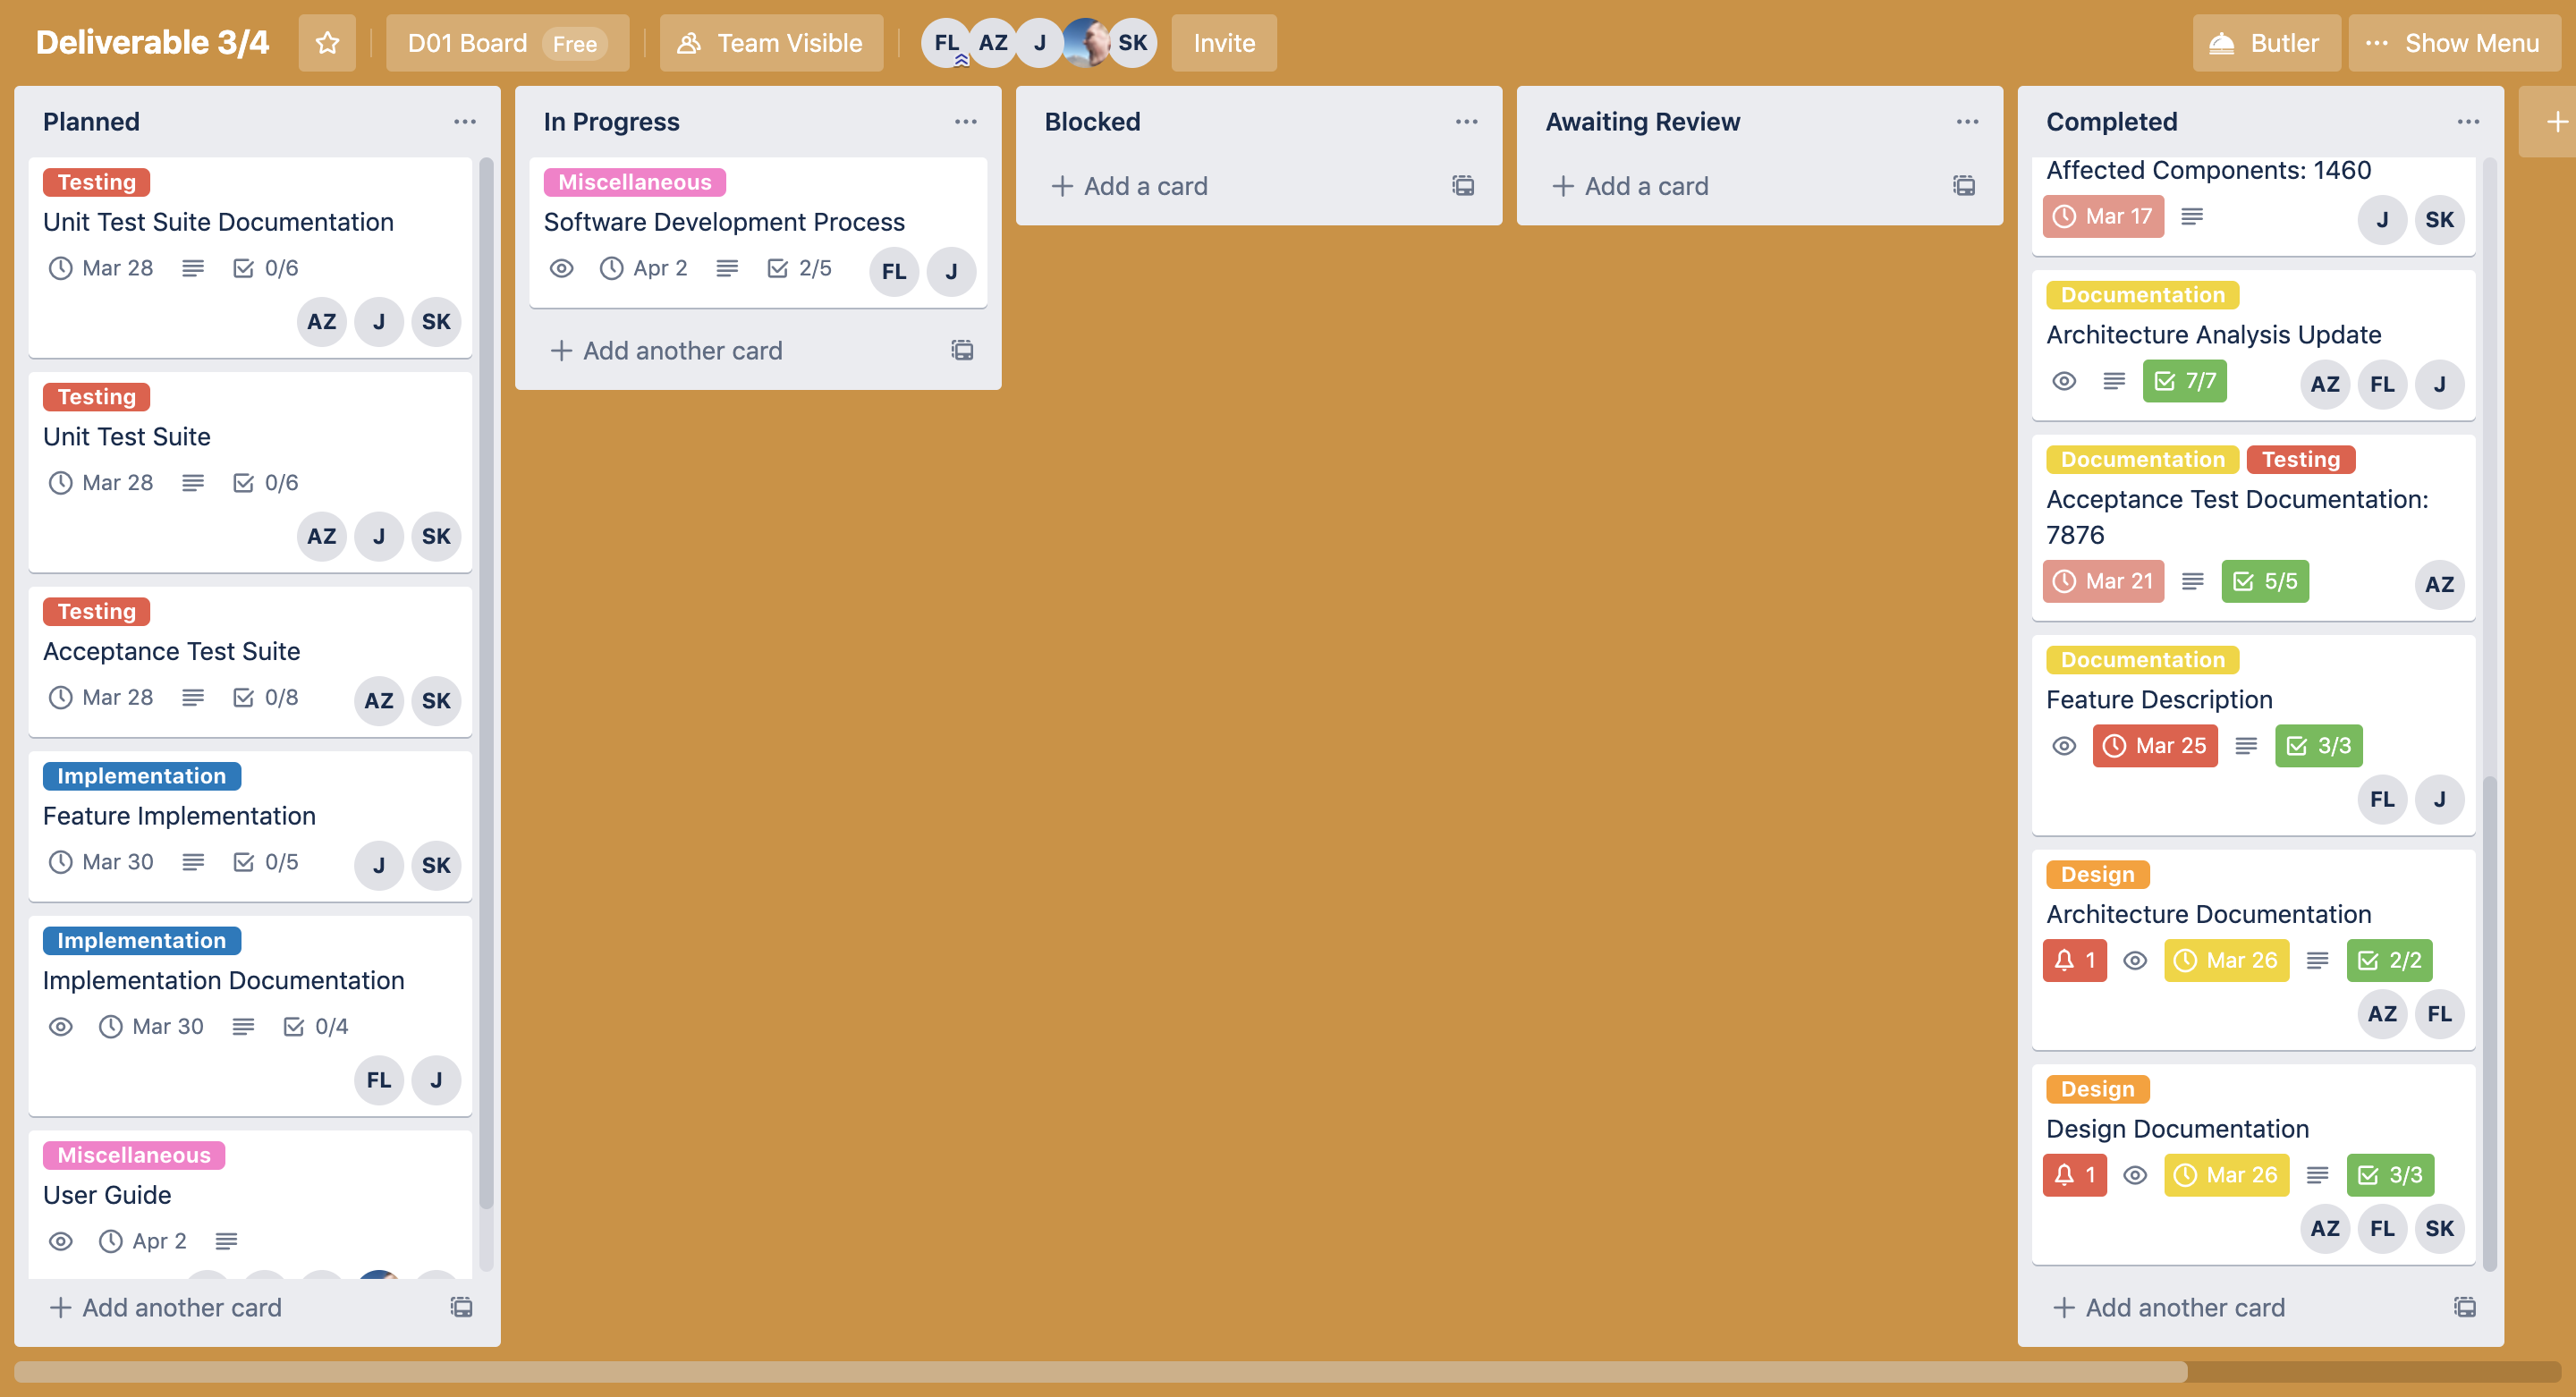 Deliverable 3/4
D01 Board Free
Team Visible
FL AZ J SK
Invite
Butler
... Show Menu
Planned
Testing
Unit Test Suite Documentation
Mar 28 0/6
AZ J SK
Testing
Unit Test Suite
Mar 28 0/6
AZ J SK
Testing
Acceptance Test Suite
Mar 28 0/8
AZ SK
Implementation
Feature Implementation
Mar 30 0/5
J SK
Implementation
Implementation Documentation
Mar 30 0/4
FL J
Miscellaneous
User Guide
Apr 2
+ Add another card
In Progress
Miscellaneous
Software Development Process
Apr 2 2/5
FL J
+ Add another card
Blocked
+ Add a card
Awaiting Review
+ Add a card
Completed
Affected Components: 1460
Mar 17
J SK
Documentation
Architecture Analysis Update
7/7
AZ FL J
Documentation Testing
Acceptance Test Documentation:
7876
Mar 21 5/5
AZ
Documentation
Feature Description
Mar 25 3/3
FL J
Design
Architecture Documentation
1 Mar 26 2/2
AZ FL
Design
Design Documentation
1 Mar 26 3/3
AZ FL SK
+ Add another card